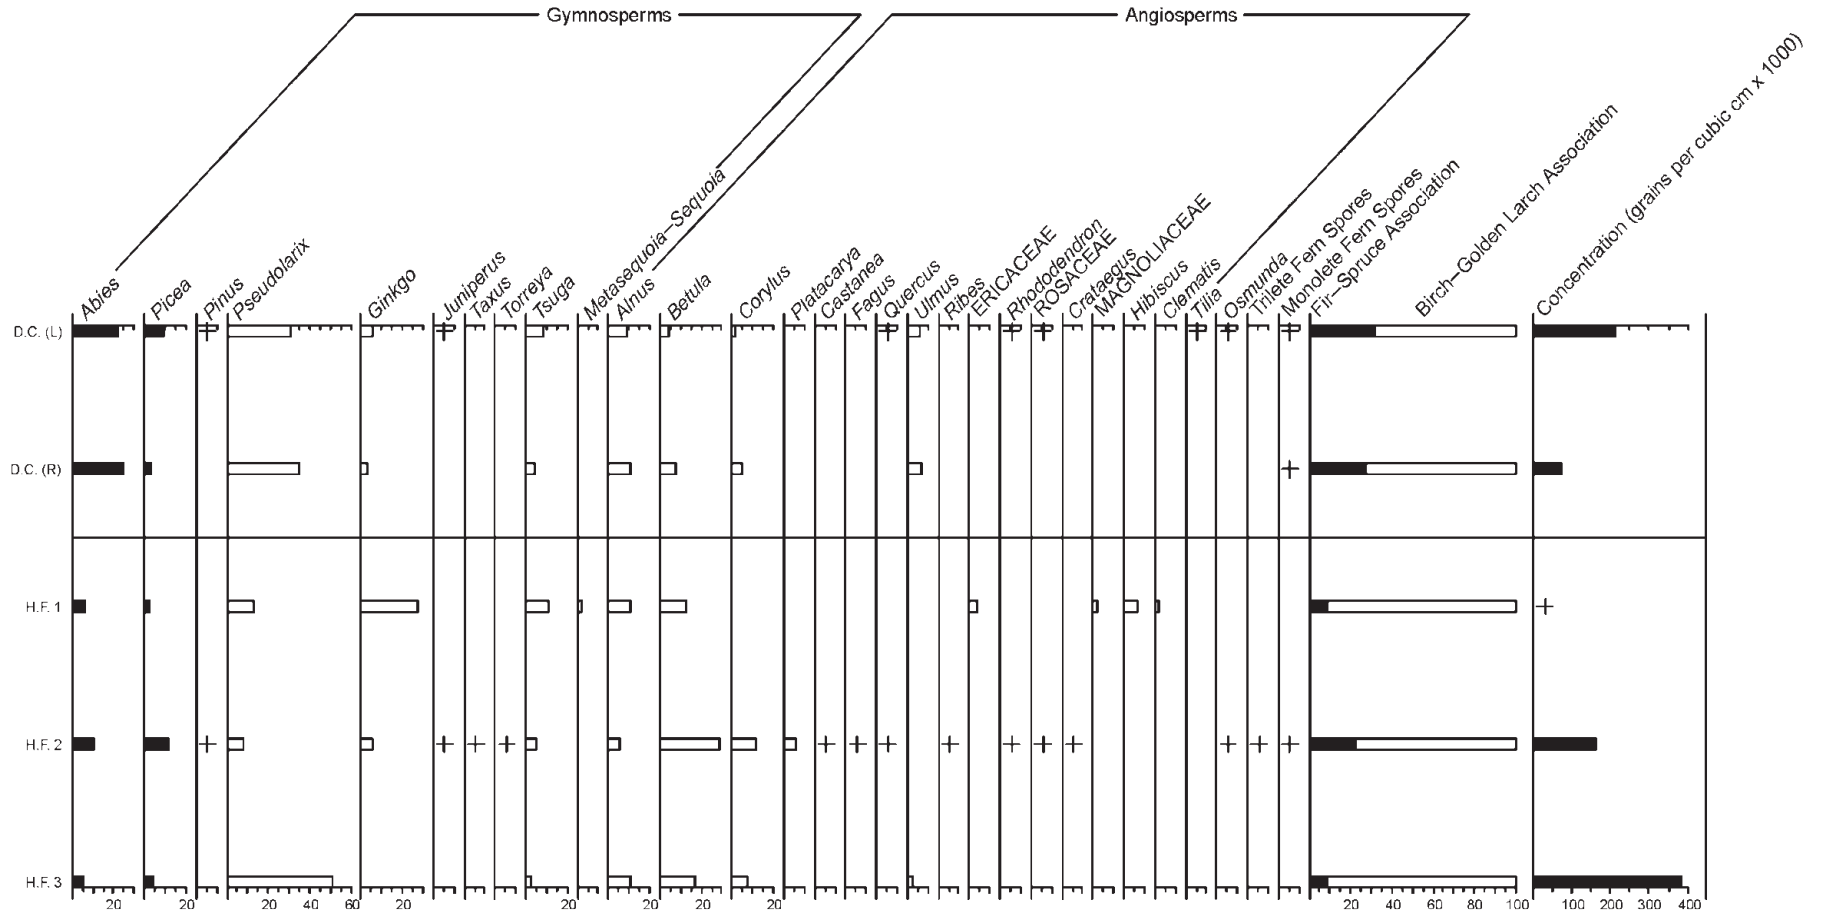 Gymnosperms
Angiosperms
Abies
Picea
Pinus
Pseudolarix
Ginkgo
Juniperus
Taxus
Torreya
Tsuga
Metasequoia–Sequoia
Alnus
Betula
Corylus
Platacarya
Castanea
Fagus
Quercus
Ulmus
Ribes
ERICACEAE
Rhododendron
ROSACEAE
Crataegus
MAGNOLIACEAE
Hibiscus
Clematis
Tilia
Osmunda
Trilete Fern Spores
Monolete Fern Spores
Fir–Spruce Association
Birch–Golden Larch Association
Concentration (grains per cubic cm x 1000)
D.C. (L)
D.C. (R)
H.F. 1
H.F. 2
H.F. 3
20 20 20 40 60 20 20 20 20 40 60 80 100 100 200 300 400